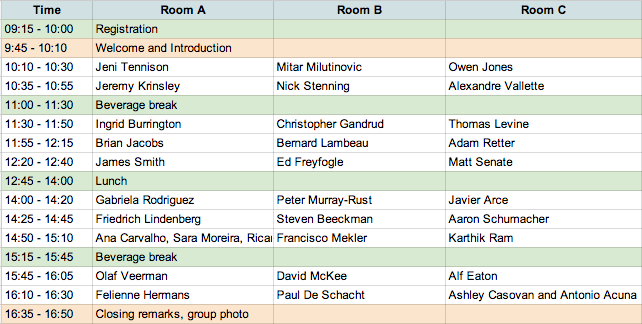 Time Room A Room B Room C
09:15 - 10:00 Registration
9:45 - 10:10 Welcome and Introduction
10:10 - 10:30 Jeni Tennison Mitar Milutinovic Owen Jones
10:35 - 10:55 Jeremy Krinsley Nick Stenning Alexandre Vallette
11:00 - 11:30 Beverage break
11:30 - 11:50 Ingrid Burrington Christopher Gandrud Thomas Levine
11:55 - 12:15 Brian Jacobs Bernard Lambeau Adam Retter
12:20 - 12:40 James Smith Ed Freyfogle Matt Senate
12:45 - 14:00 Lunch
14:00 - 14:20 Gabriela Rodriguez Peter Murray-Rust Javier Arce
14:25 - 14:45 Friedrich Lindenberg Steven Beeckman Aaron Schumacher
14:50 - 15:10 Ana Carvalho, Sara Moreira, Ricar Francisco Mekler Karthik Ram
15:15 - 15:45 Beverage break
15:45 - 16:05 Olaf Veerman David McKee Alf Eaton
16:10 - 16:30 Felienne Hermans Paul De Schacht Ashley Casovan and Antonio Acuna
16:35 - 16:50 Closing remarks, group photo